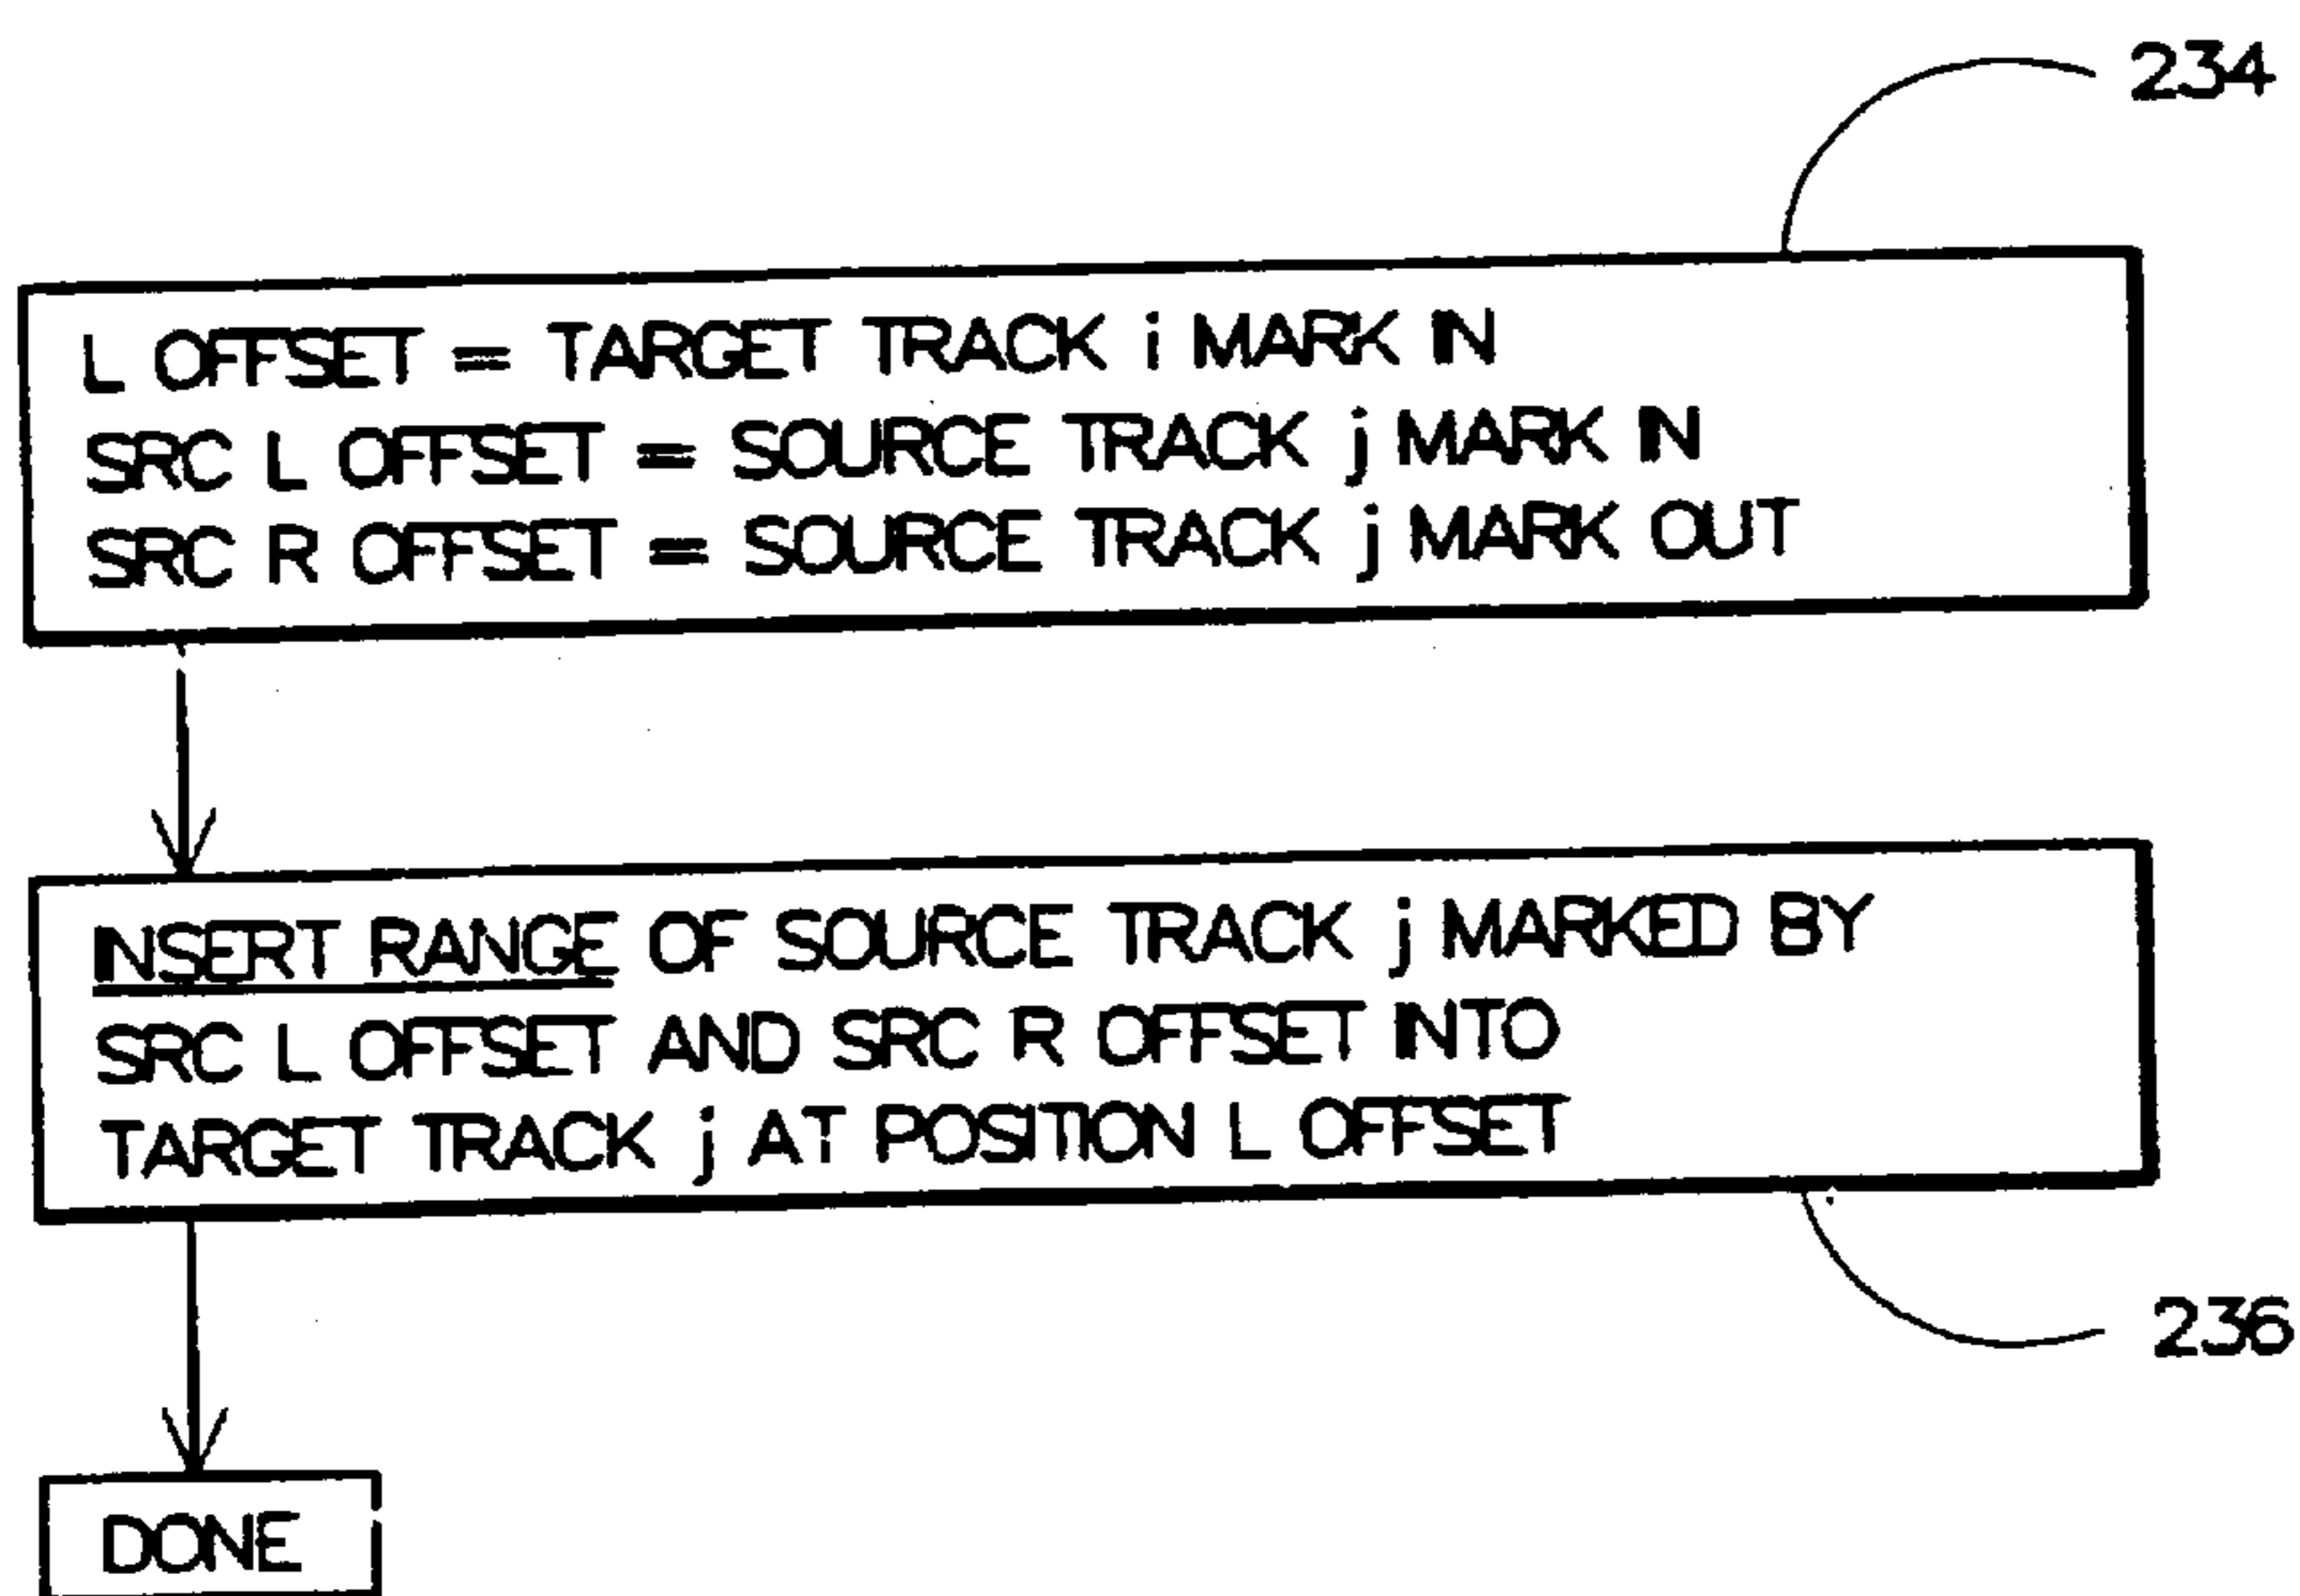 234
L OFFSET = TARGET TRACK i MARK IN
SRC L OFFSET = SOURCE TRACK j MARK IN
SRC R OFFSET = SOURCE TRACK j MARK OUT
INSERT RANGE OF SOURCE TRACK j MARKED BY
SRC L OFFSET AND SRC R OFFSET INTO
TARGET TRACK j AT POSITION L OFFSET
236
DONE